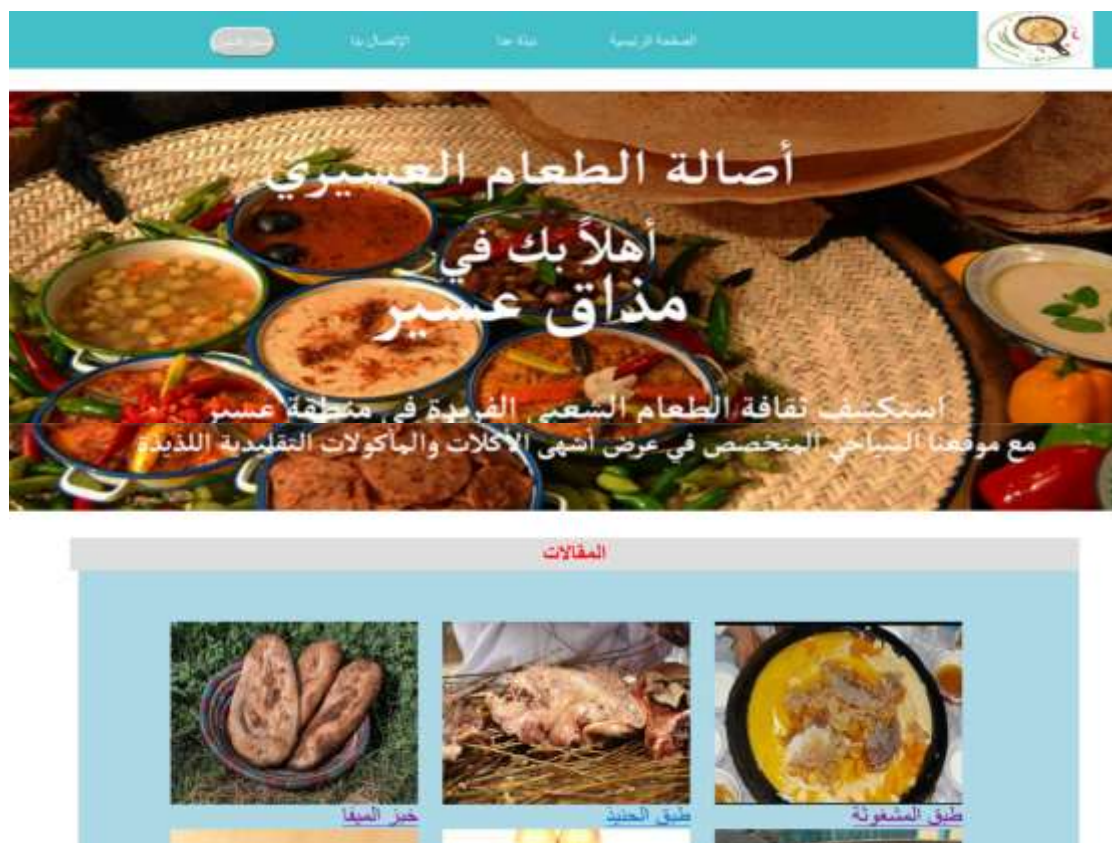 الصفحة الرئيسية
نبذة عنا
الإتصال بنا
أصالة الطعام العسيري
أهلاً بك في
مذاق عسير
استكشف ثقافة الطعام الشعبي الفريدة في منطقة عسير
مع موقعنا السياحي المتخصص في عرض أشهى الأكلات والمأكولات التقليدية اللذيذة
المقالات
طبق المشغوثة
طبق الحنيذ
خبز الميفا